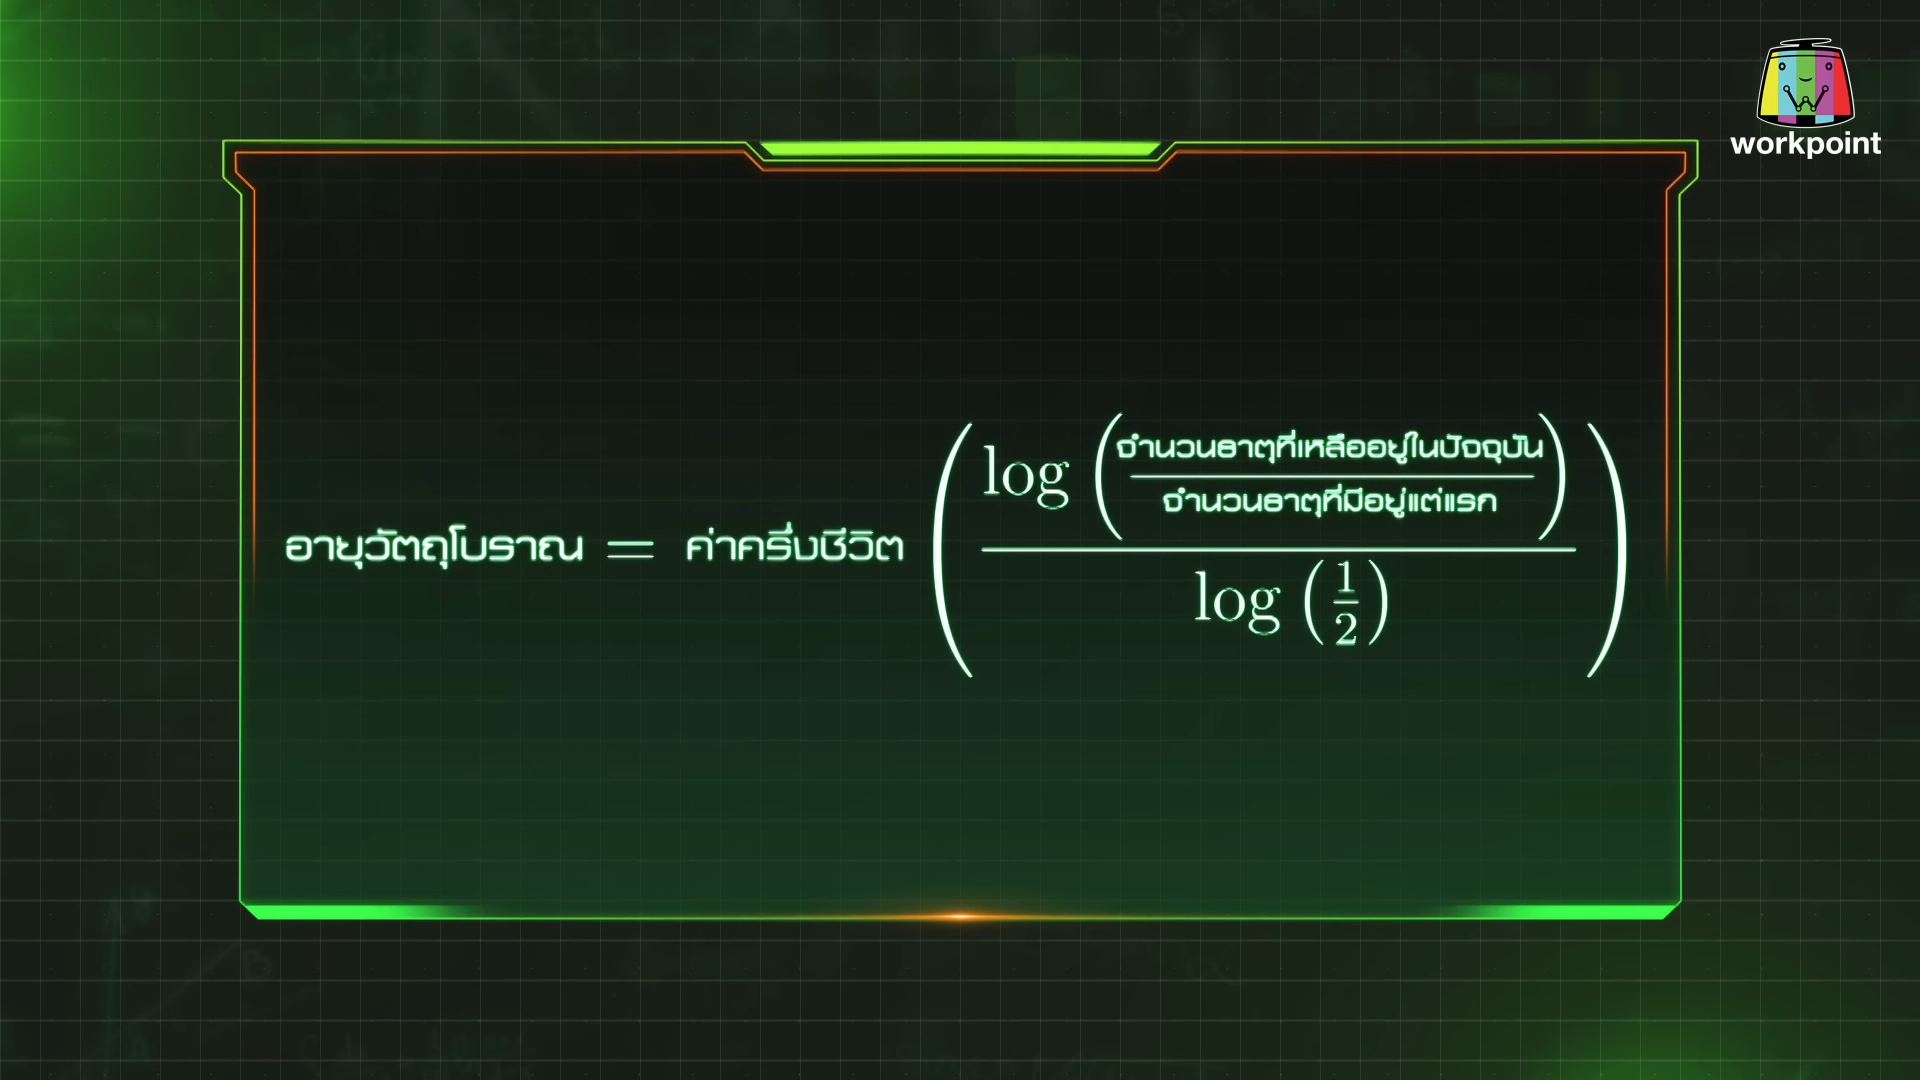 workpoint
อายุวัตถุโบราณ = ค่าครึ่งชีวิต ( log ( จำนวนธาตุที่เหลืออยู่ในปัจจุบัน / จำนวนธาตุที่มีอยู่แต่แรก ) / log ( 1 / 2 ) )